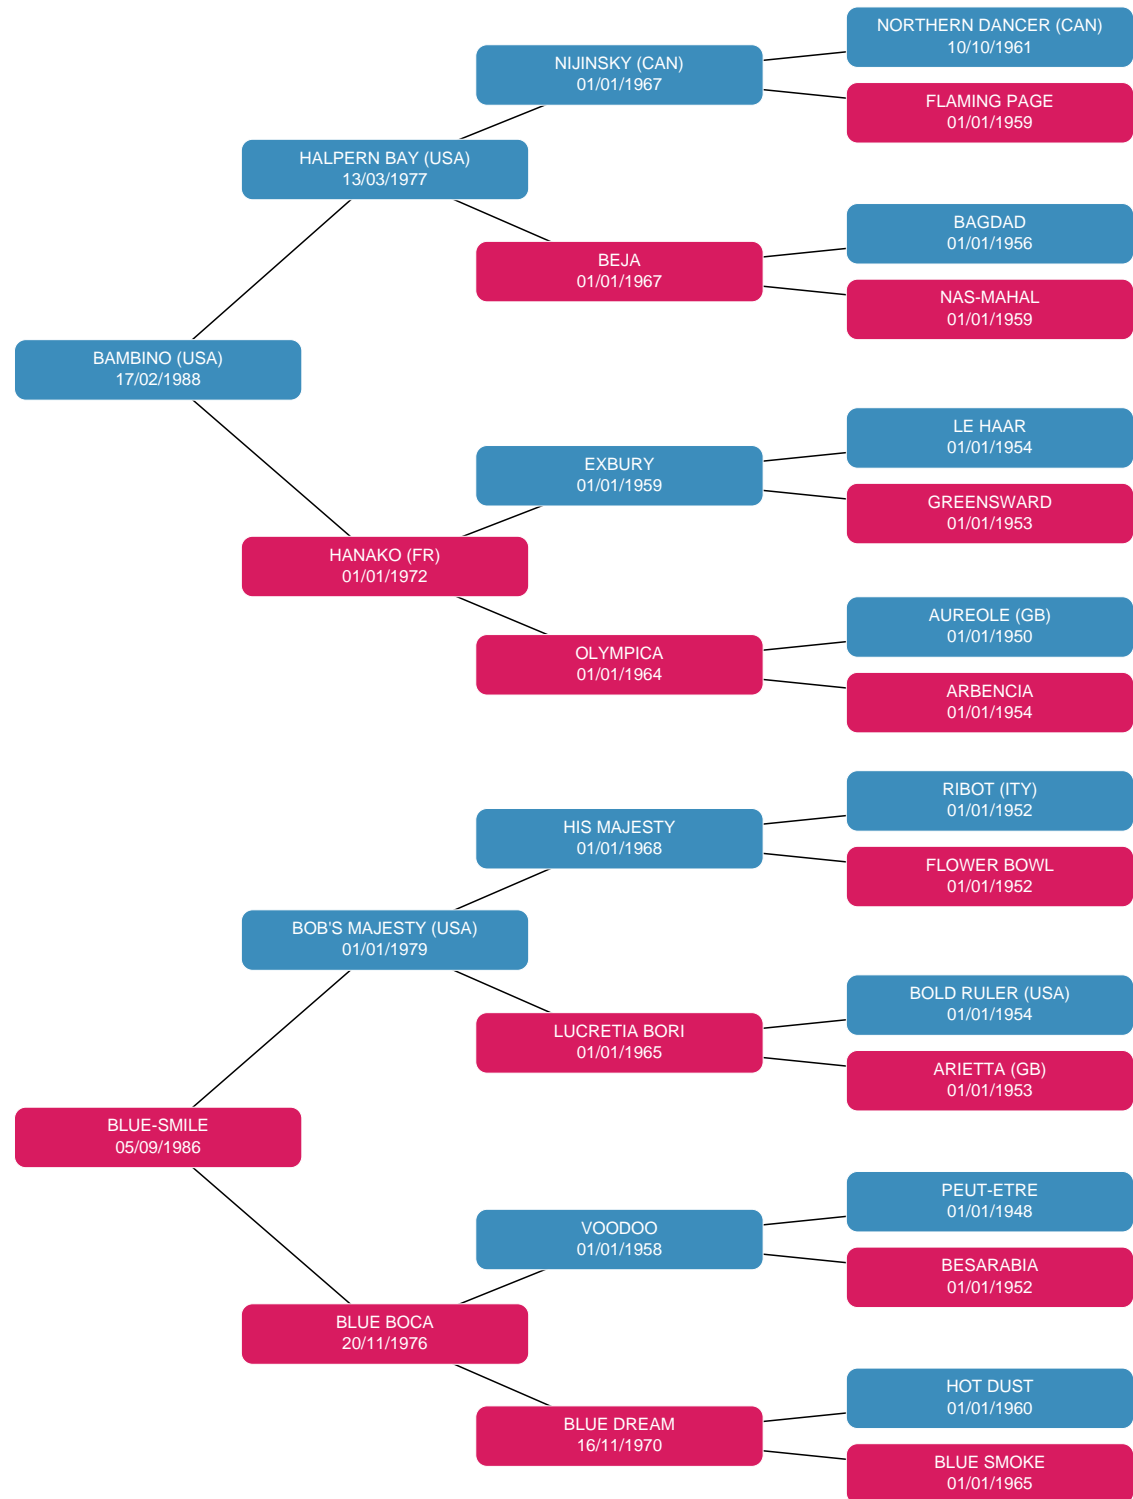 NORTHERN DANCER (CAN)
10/10/1961
NIJINSKY (CAN)
01/01/1967
FLAMING PAGE
01/01/1959
HALPERN BAY (USA)
13/03/1977
BAGDAD
01/01/1956
BEJA
01/01/1967
NAS-MAHAL
01/01/1959
BAMBINO (USA)
17/02/1988
LE HAAR
01/01/1954
EXBURY
01/01/1959
GREENSWARD
01/01/1953
HANAKO (FR)
01/01/1972
AUREOLE (GB)
01/01/1950
OLYMPICA
01/01/1964
ARBENCIA
01/01/1954
RIBOT (ITY)
01/01/1952
HIS MAJESTY
01/01/1968
FLOWER BOWL
01/01/1952
BOB'S MAJESTY (USA)
01/01/1979
BOLD RULER (USA)
01/01/1954
LUCRETIA BORI
01/01/1965
ARIETTA (GB)
01/01/1953
BLUE-SMILE
05/09/1986
PEUT-ETRE
01/01/1948
VOODOO
01/01/1958
BESARABIA
01/01/1952
BLUE BOCA
20/11/1976
HOT DUST
01/01/1960
BLUE DREAM
16/11/1970
BLUE SMOKE
01/01/1965